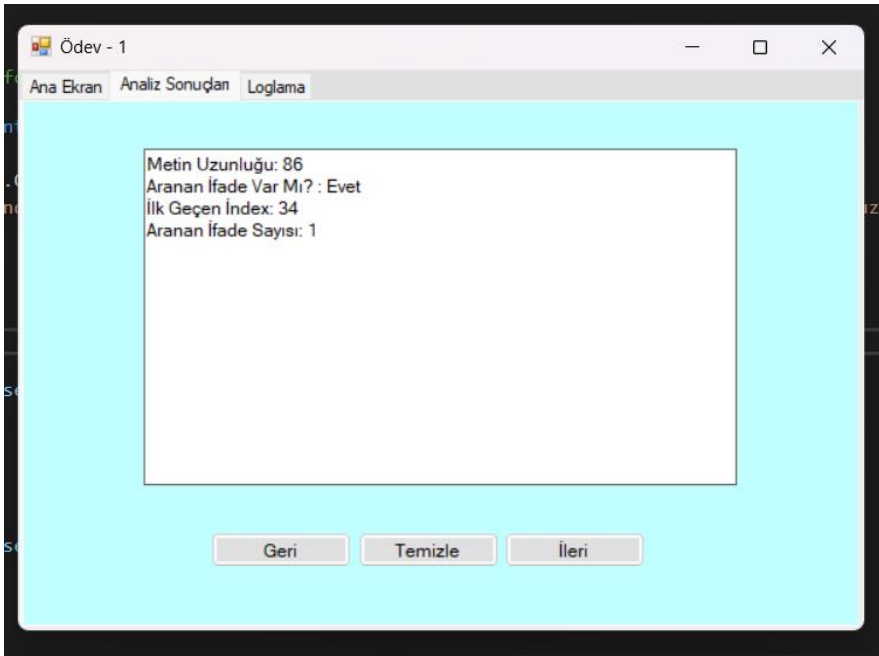 Ödev - 1
Ana Ekran Analiz Sonuçları Loglama
Metin Uzunluğu: 86
Aranan İfade Var Mı? : Evet
İlk Geçen İndex: 34
Aranan İfade Sayısı: 1
Geri Temizle İleri